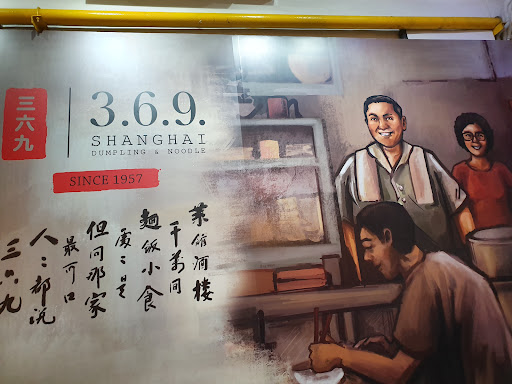 三六九
3.6.9.
SHANGHAI
DUMPLING & NOODLE
SINCE 1957
菜館酒樓
千萬間
麵飯小食
處〻是
但問那家
最可口
人〻都說
三六九